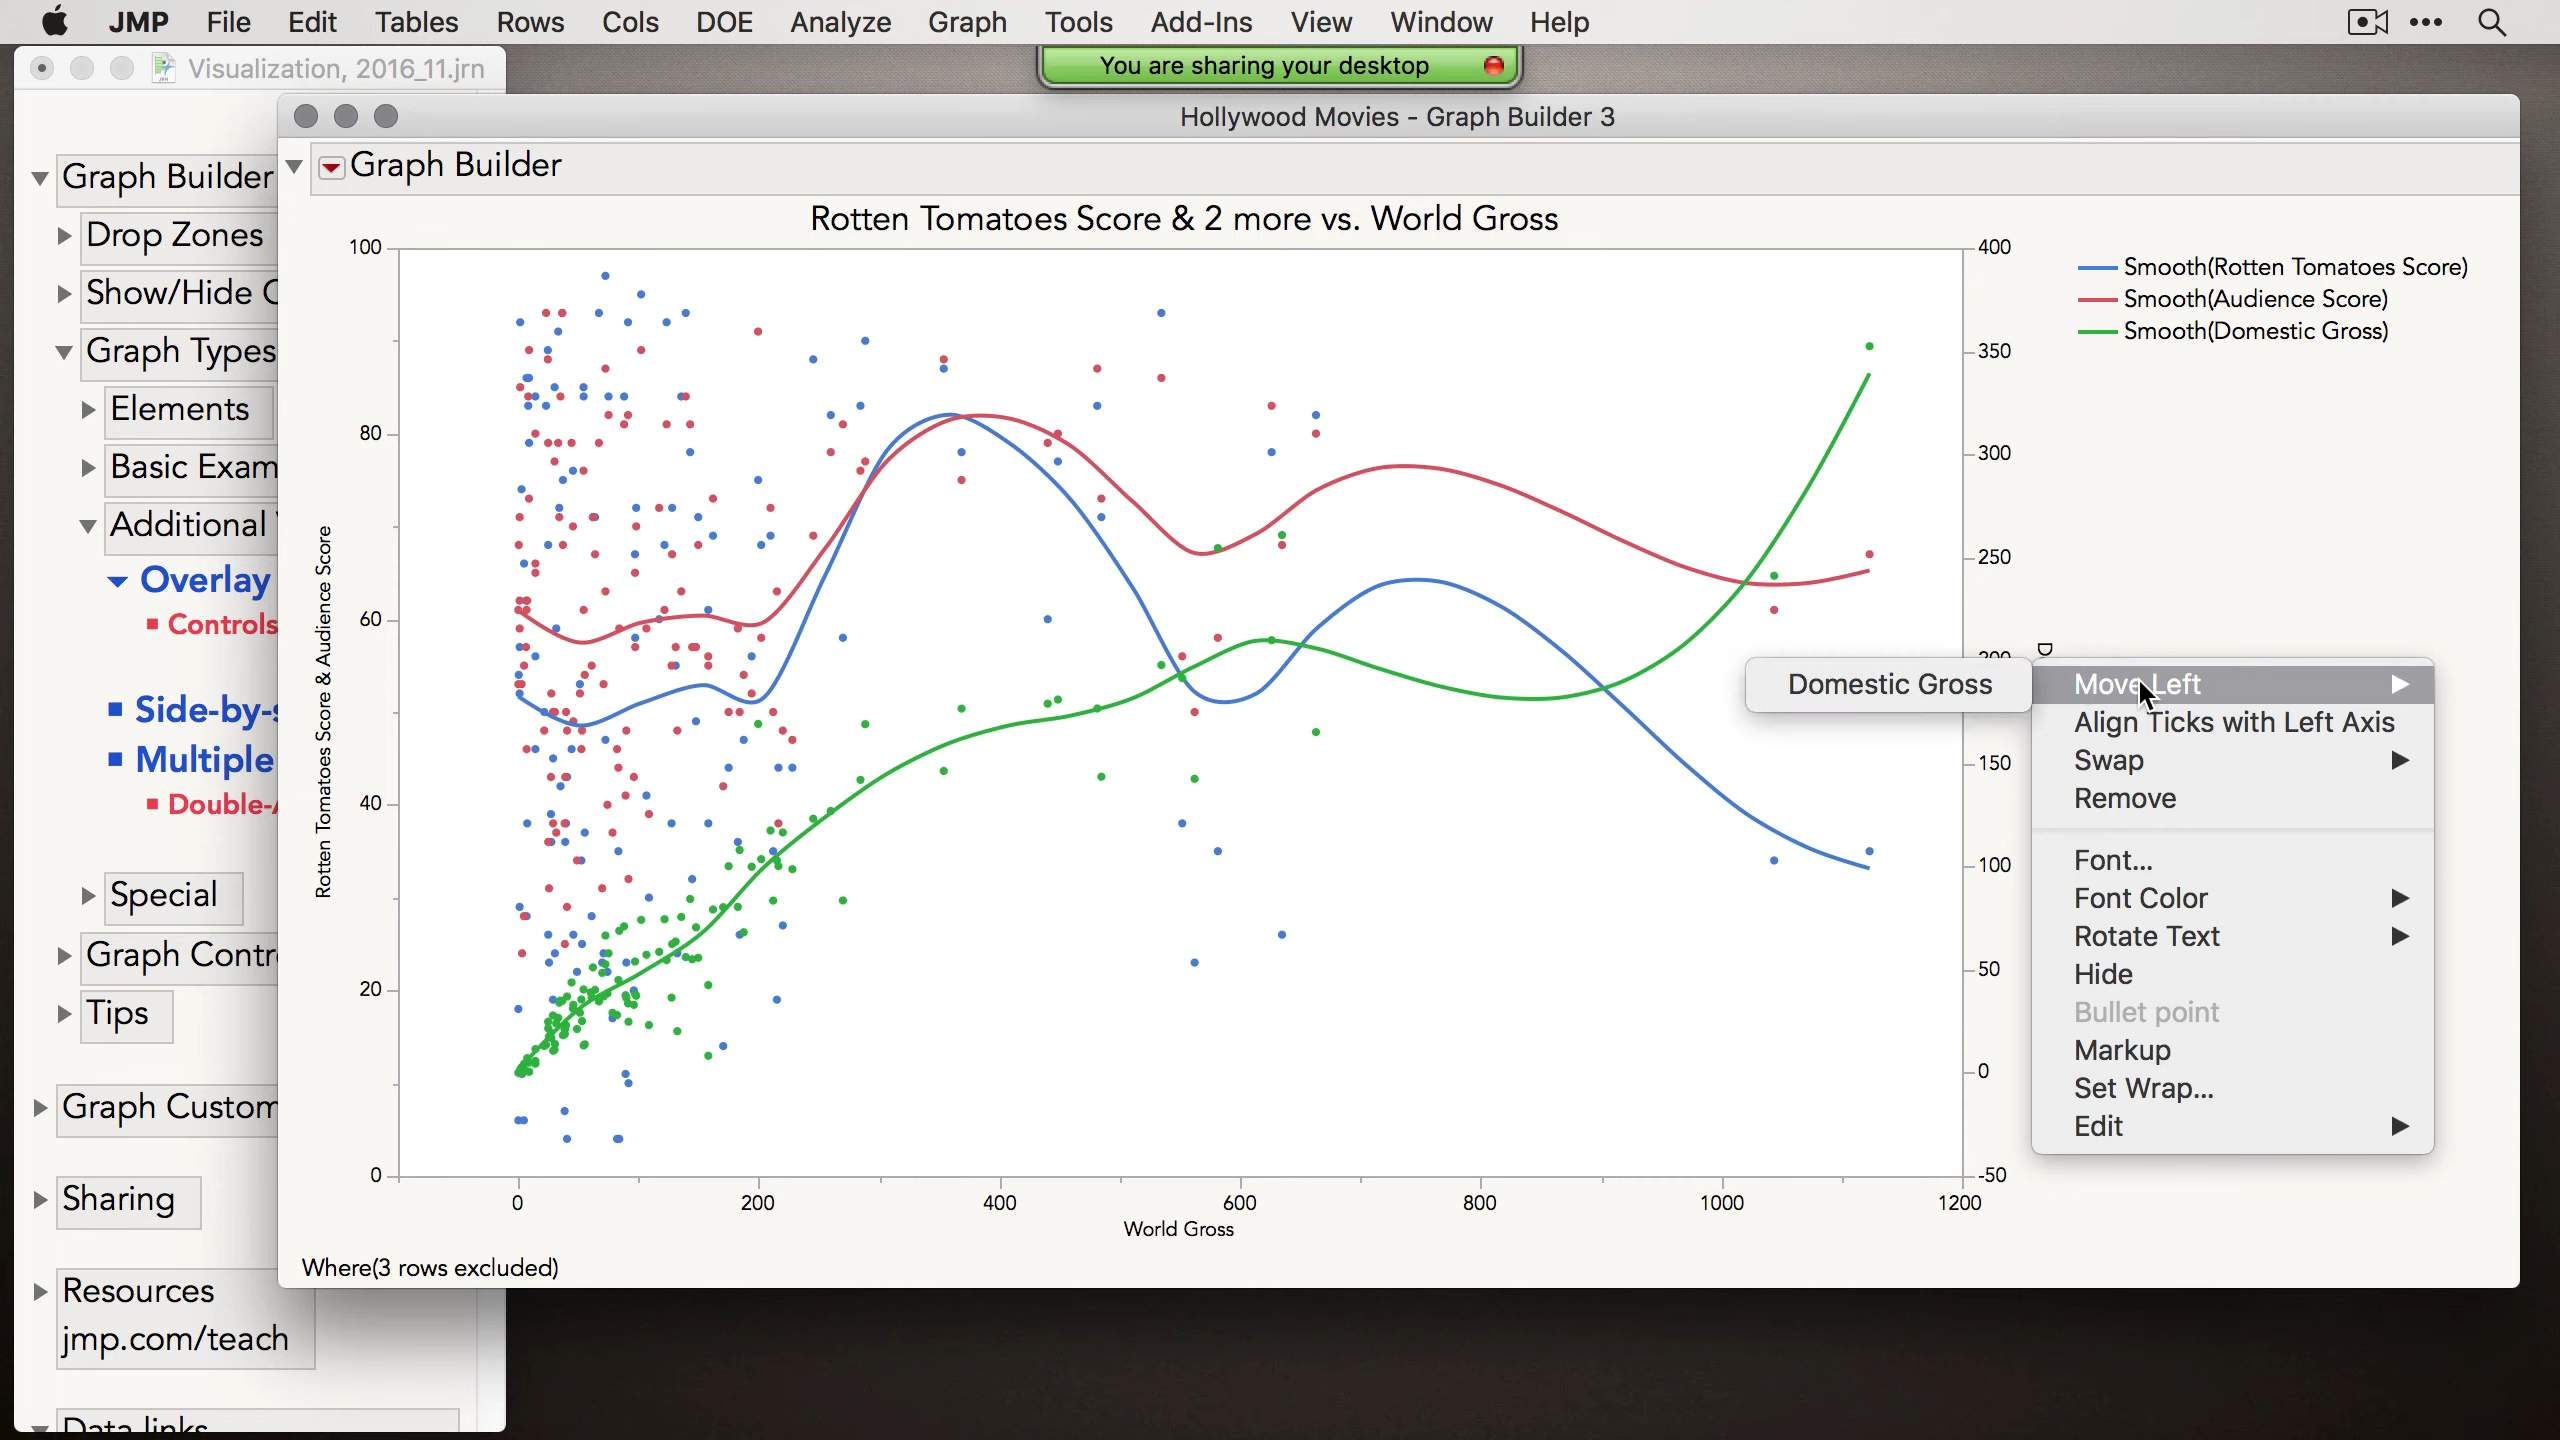 JMP File Edit Tables Rows Cols DOE Analyze Graph Tools Add-Ins View Window Help
Visualization, 2016_11.jrn
You are sharing your desktop
Hollywood Movies - Graph Builder 3
Graph Builder
Drop Zones
Show/Hide
Graph Types
Elements
Basic Exam
Additional
Overlay
Controls
Side-by-s
Multiple
Double-
Special
Graph Contr
Tips
Graph Custom
Sharing
Resources
jmp.com/teach
Data links
Graph Builder
Rotten Tomatoes Score & 2 more vs. World Gross
100
80
60
40
20
0
Rotten Tomatoes Score & Audience Score
400
350
300
250
200
150
100
50
0
-50
D
0 200 400 600 800 1000 1200
World Gross
Where(3 rows excluded)
Smooth(Rotten Tomatoes Score)
Smooth(Audience Score)
Smooth(Domestic Gross)
Domestic Gross
Move Left
Align Ticks with Left Axis
Swap
Remove
Font...
Font Color
Rotate Text
Hide
Bullet point
Markup
Set Wrap...
Edit